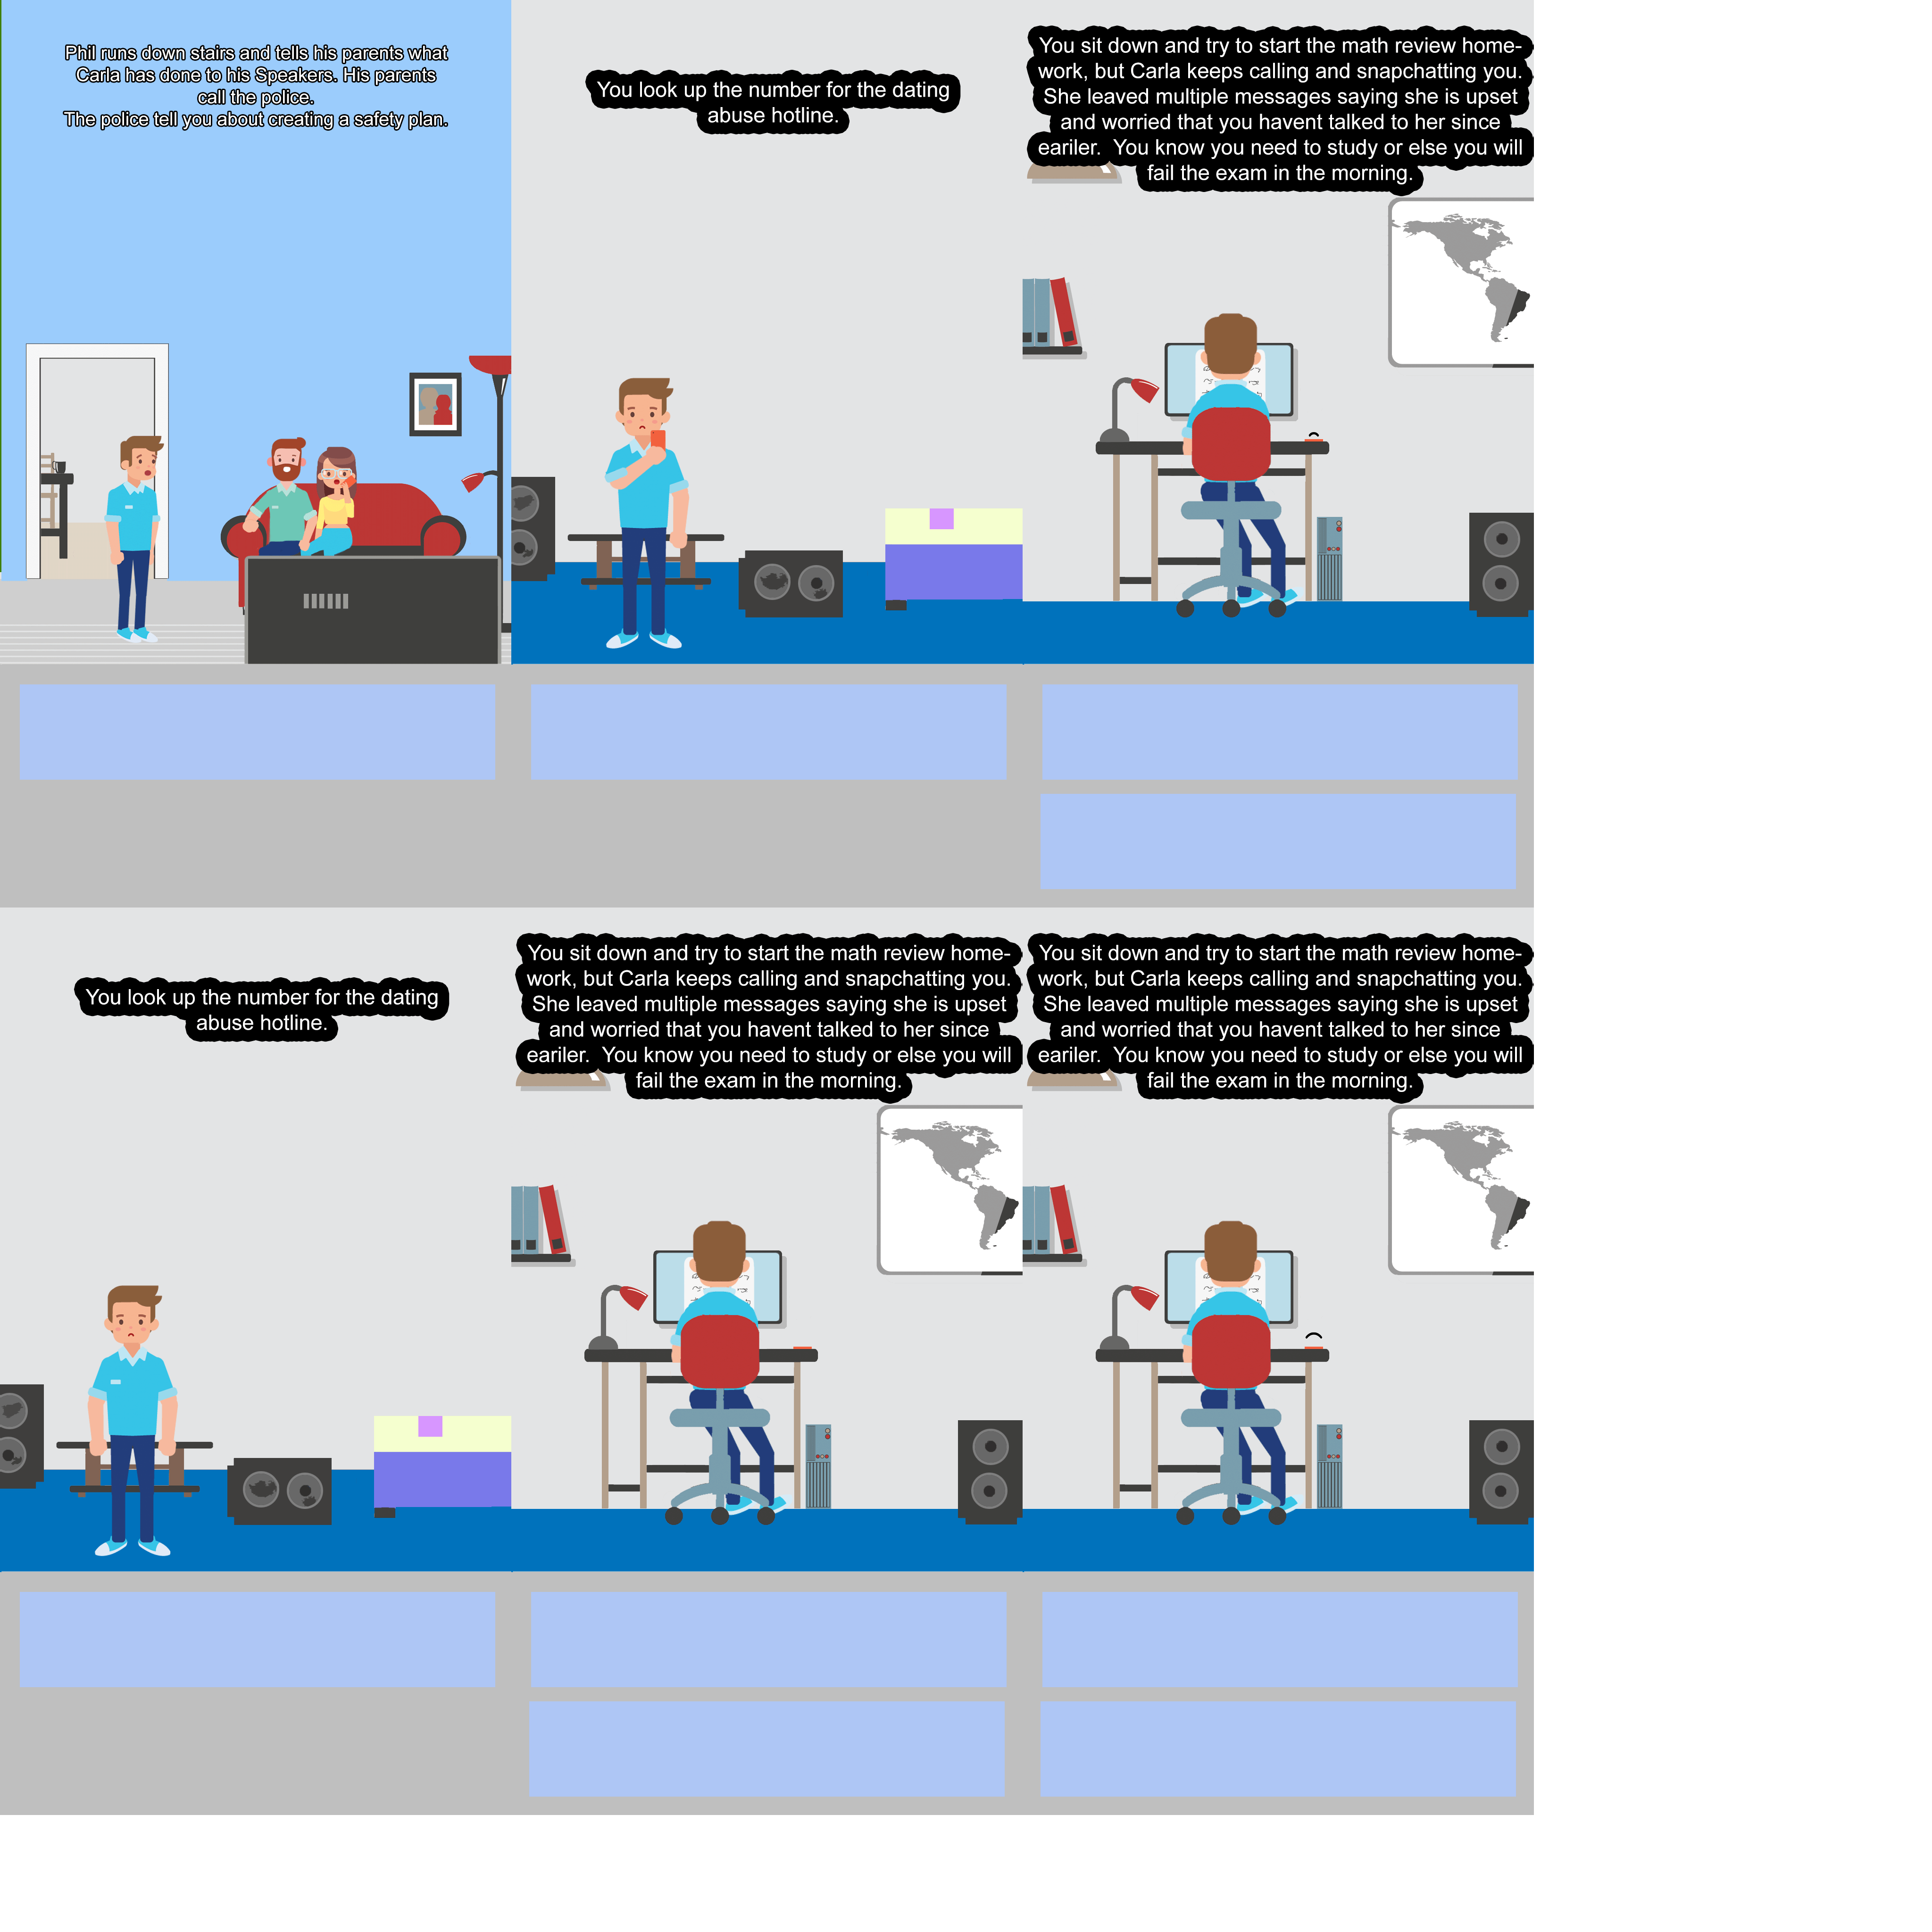 Phil runs down stairs and tells his parents what
Carla has done to his Speakers. His parents
call the police.
The police tell you about creating a safety plan.
You look up the number for the dating
abuse hotline.
You sit down and try to start the math review home-
work, but Carla keeps calling and snapchatting you.
She leaved multiple messages saying she is upset
and worried that you havent talked to her since
eariler. You know you need to study or else you will
fail the exam in the morning.
You look up the number for the dating
abuse hotline.
You sit down and try to start the math review home-
work, but Carla keeps calling and snapchatting you.
She leaved multiple messages saying she is upset
and worried that you havent talked to her since
eariler. You know you need to study or else you will
fail the exam in the morning.
You sit down and try to start the math review home-
work, but Carla keeps calling and snapchatting you.
She leaved multiple messages saying she is upset
and worried that you havent talked to her since
eariler. You know you need to study or else you will
fail the exam in the morning.